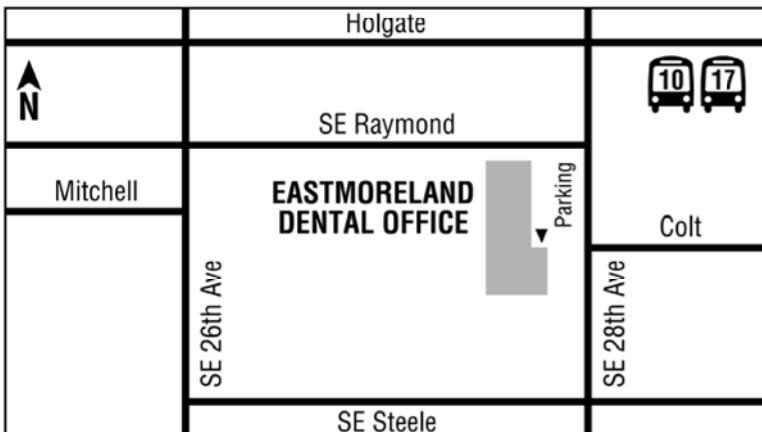 Holgate
N
10 17
SE Raymond
Mitchell
EASTMORELAND
DENTAL OFFICE
Parking
Colt
SE 26th Ave
SE 28th Ave
SE Steele